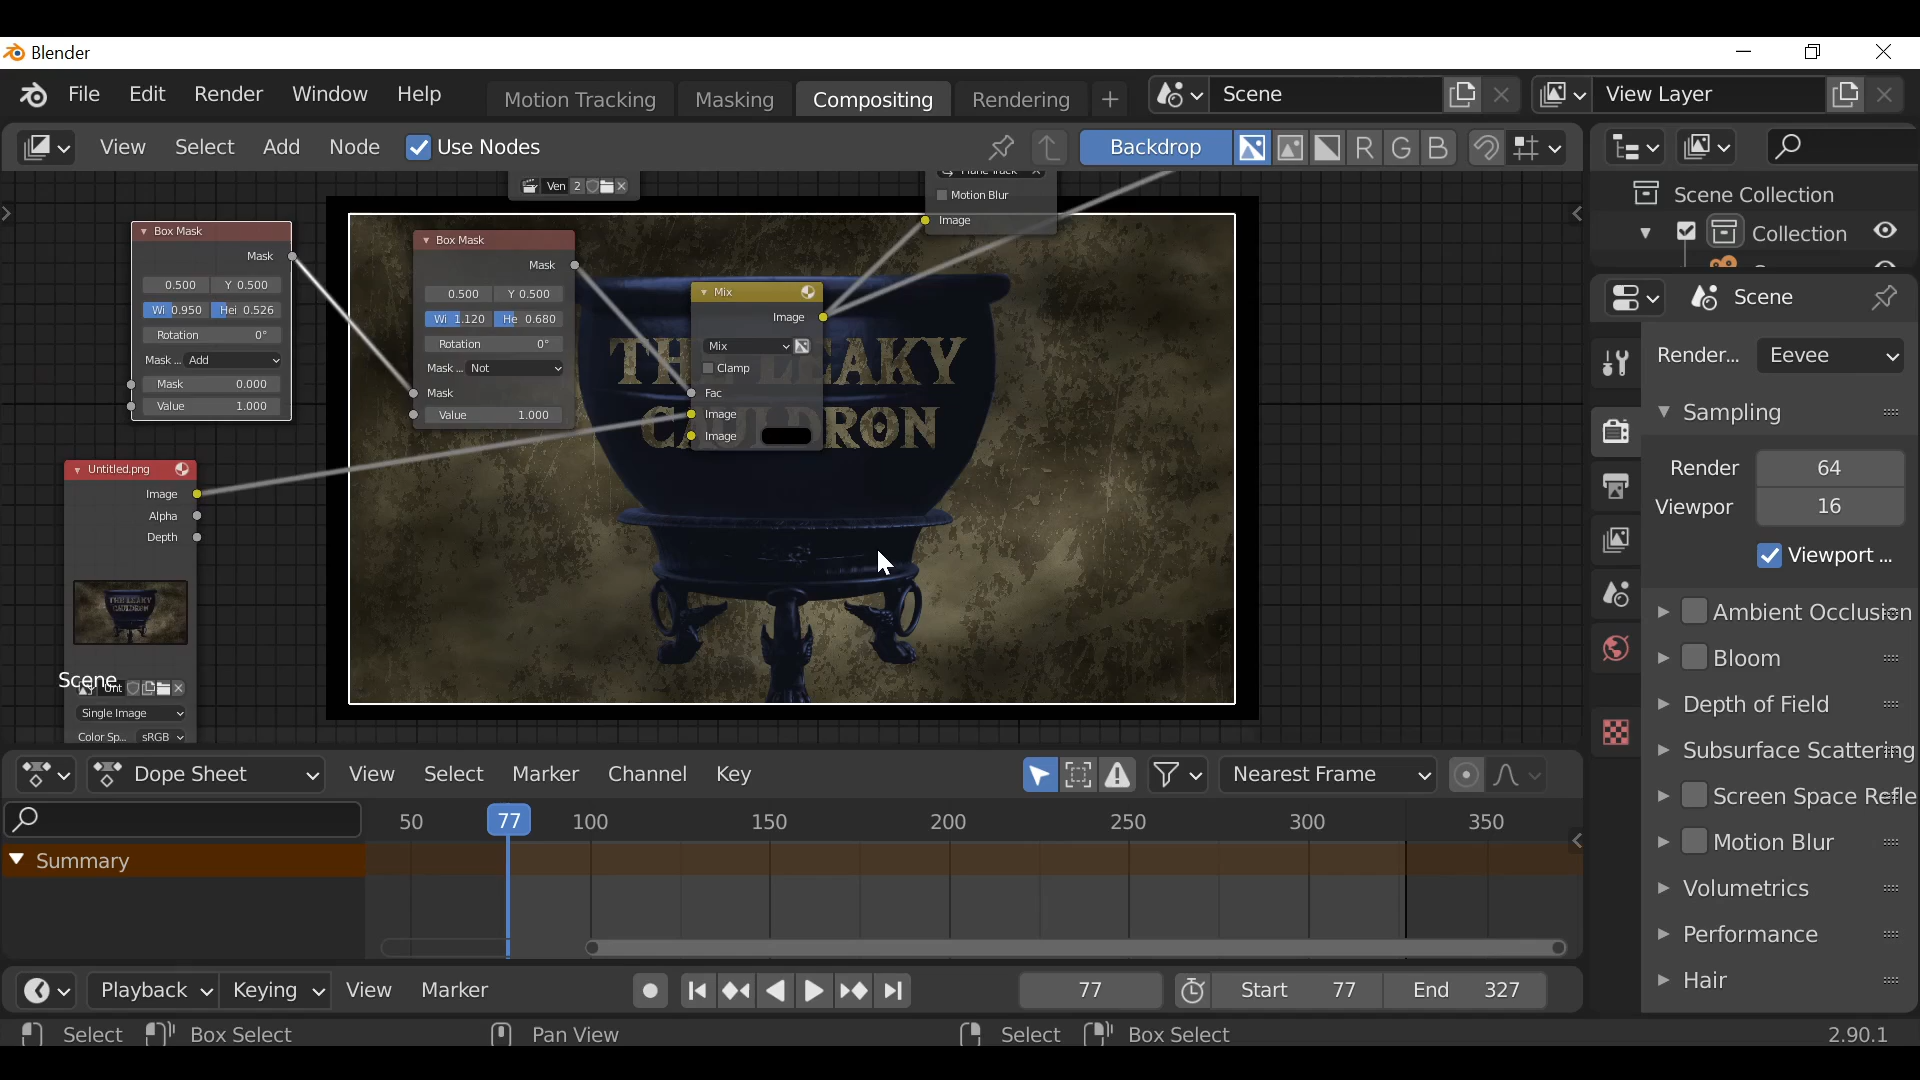 Blender
File Edit Render Window Help Motion Tracking Masking Compositing Rendering + Scene View Layer
View Select Add Node Use Nodes Backdrop R G B
Ven 2
Motion Blur
Image
Scene Collection
Collection
Box Mask
Mask
0.500 Y 0.500
Wi 0.950 Hei 0.526
Rotation 0°
Mask ... Add
Mask 0.000
Value 1.000
Box Mask
Mask
0.500 Y 0.500
Wi 1.120 He 0.680
Rotation 0°
Mask ... Not
Mask
Value 1.000
Mix
Image
Mix
Clamp
Fac
Image
Image
THE LEAKY
CAULDRON
Untitled.png
Image
Alpha
Depth
THE LEAKY
CAULDRON
Scene
Unt
Single Image
Color Sp... sRGB
Scene
Render... Eevee
Sampling
Render 64
Viewpor 16
Viewport ...
Ambient Occlusion
Bloom
Depth of Field
Subsurface Scattering
Screen Space Refle
Motion Blur
Volumetrics
Performance
Hair
Dope Sheet View Select Marker Channel Key Nearest Frame
50 77 100 150 200 250 300 350
Summary
Playback Keying View Marker 77 Start 77 End 327
Select Box Select Pan View Select Box Select 2.90.1